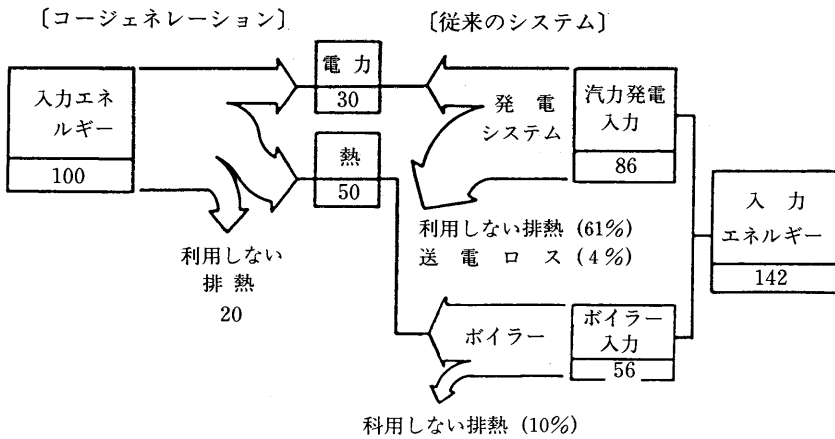 〔コージェネレーション〕
〔従来のシステム〕
入力エネ
ルギー
100
電力
30
熱
50
利用しない
排熱
20
発電
システム
汽力発電
入力
86
利用しない排熱 (61%)
送電ロス (4%)
ボイラー
ボイラー
入力
56
科用しない排熱 (10%)
入力
エネルギー
142